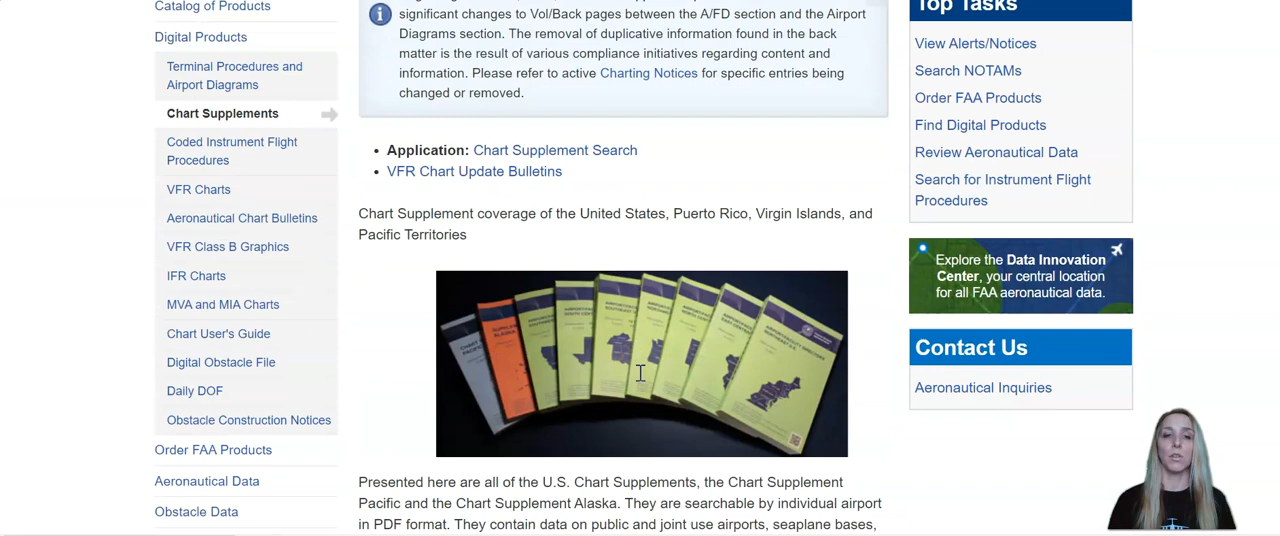 Catalog of Products
Digital Products
Terminal Procedures and
Airport Diagrams
Chart Supplements
Coded Instrument Flight
Procedures
VFR Charts
Aeronautical Chart Bulletins
VFR Class B Graphics
IFR Charts
MVA and MIA Charts
Chart User's Guide
Digital Obstacle File
Daily DOF
Obstacle Construction Notices
Order FAA Products
Aeronautical Data
Obstacle Data
significant changes to Vol/Back pages between the A/FD section and the Airport
Diagrams section. The removal of duplicative information found in the back
matter is the result of various compliance initiatives regarding content and
information. Please refer to active Charting Notices for specific entries being
changed or removed.
• Application: Chart Supplement Search
• VFR Chart Update Bulletins
Chart Supplement coverage of the United States, Puerto Rico, Virgin Islands, and
Pacific Territories
Presented here are all of the U.S. Chart Supplements, the Chart Supplement
Pacific and the Chart Supplement Alaska. They are searchable by individual airport
in PDF format. They contain data on public and joint use airports, seaplane bases,
Top Tasks
View Alerts/Notices
Search NOTAMs
Order FAA Products
Find Digital Products
Review Aeronautical Data
Search for Instrument Flight
Procedures
Explore the Data Innovation
Center, your central location
for all FAA aeronautical data.
Contact Us
Aeronautical Inquiries